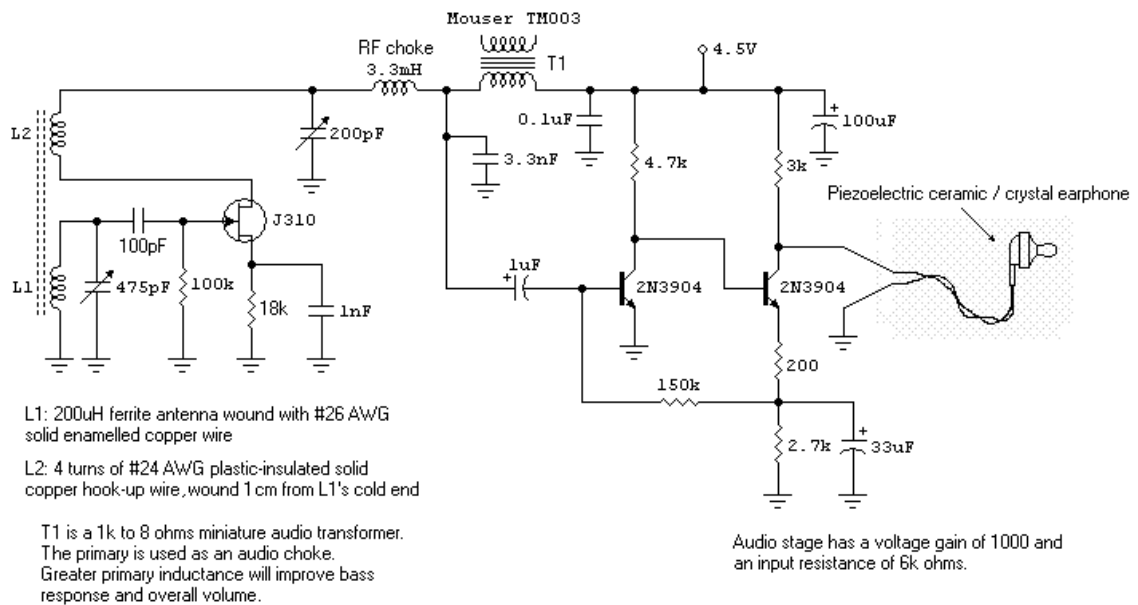 Mouser TM003
RF choke
3.3mH
T1
4.5V
L2
200pF
3.3nF
0.1uF
4.7k
3k
+
100uF
Piezoelectric ceramic / crystal earphone
J310
100pF
L1
475pF
100k
18k
1nF
+
1uF
2N3904
2N3904
200
150k
2.7k
+
33uF
L1: 200uH ferrite antenna wound with #26 AWG
solid enamelled copper wire
L2: 4 turns of #24 AWG plastic-insulated solid
copper hook-up wire, wound 1 cm from L1's cold end
T1 is a 1k to 8 ohms miniature audio transformer.
The primary is used as an audio choke.
Greater primary inductance will improve bass
response and overall volume.
Audio stage has a voltage gain of 1000 and
an input resistance of 6k ohms.